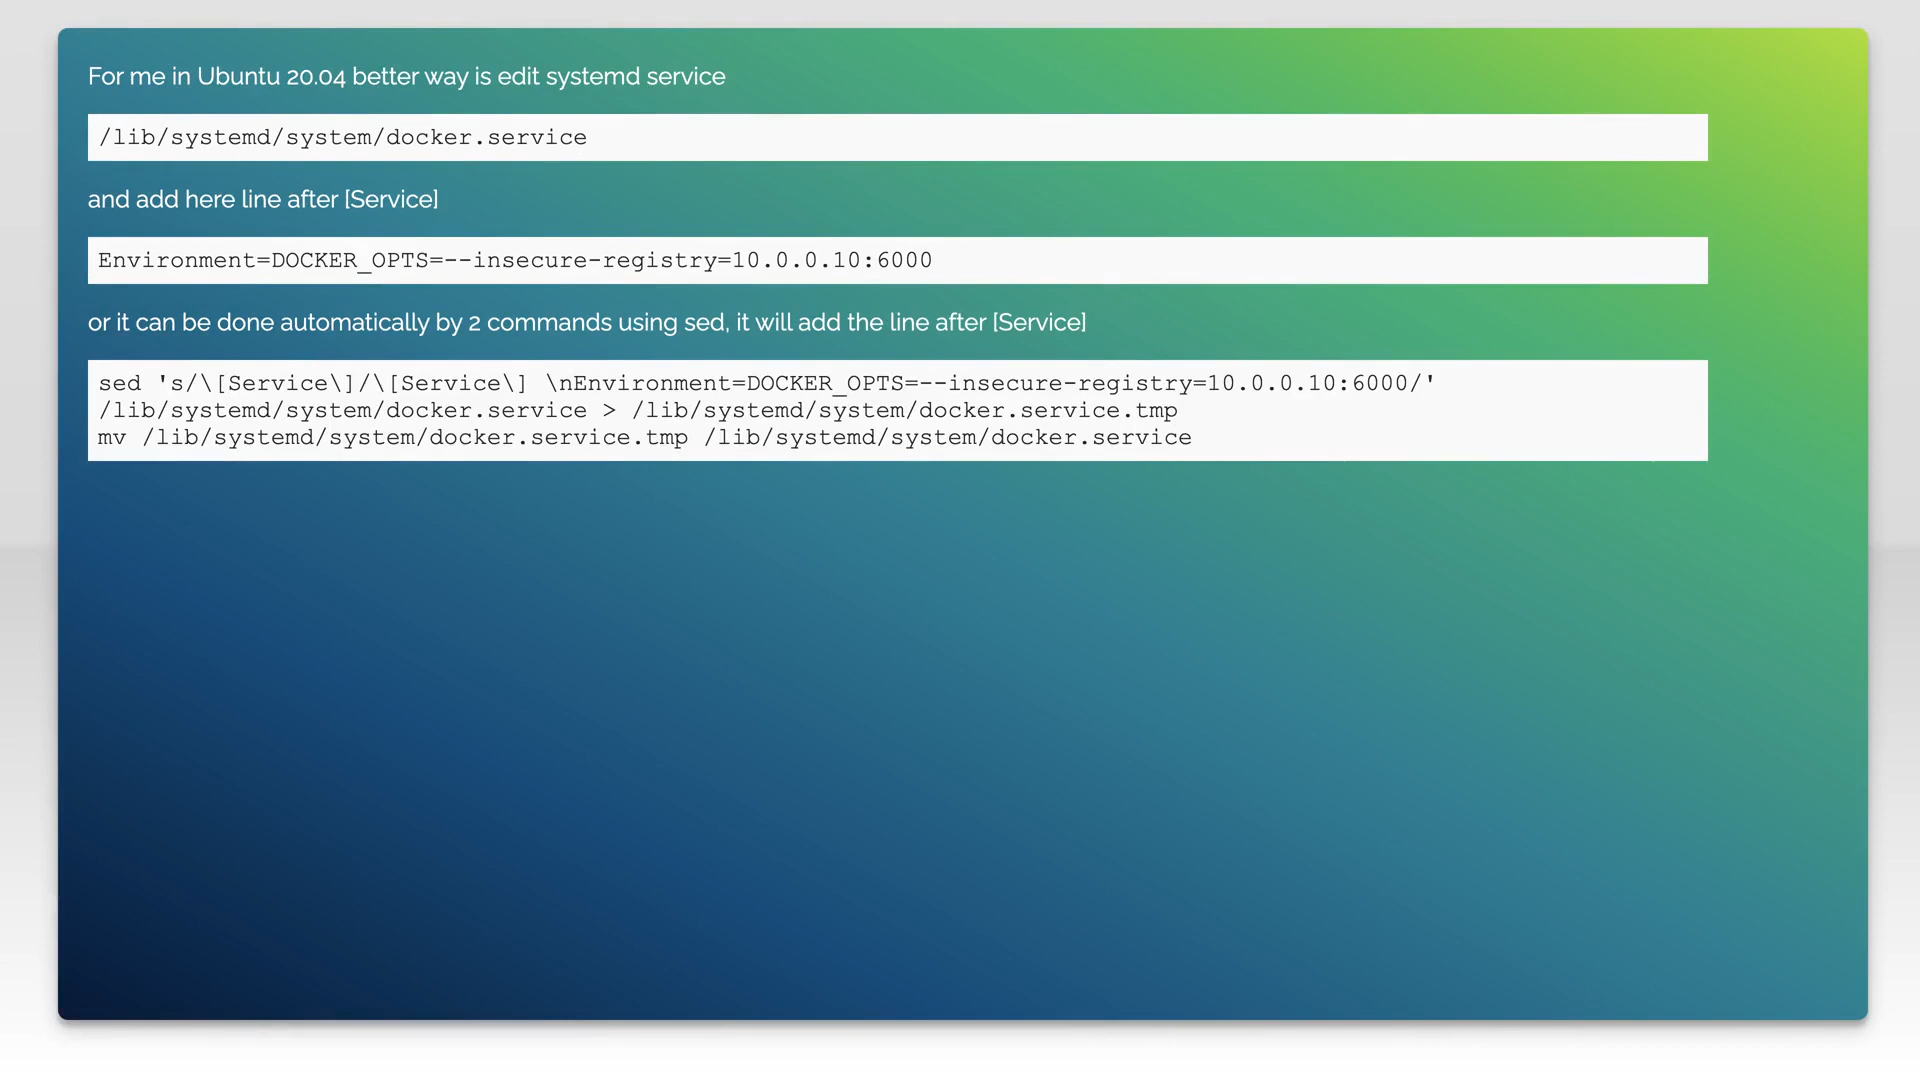 For me in Ubuntu 20.04 better way is edit systemd service
/lib/systemd/system/docker.service
and add here line after [Service]
Environment=DOCKER_OPTS=--insecure-registry=10.0.0.10:6000
or it can be done automatically by 2 commands using sed, it will add the line after [Service]
sed 's/\[Service\]/\[Service\] \nEnvironment=DOCKER_OPTS=--insecure-registry=10.0.0.10:6000/'
/lib/systemd/system/docker.service > /lib/systemd/system/docker.service.tmp
mv /lib/systemd/system/docker.service.tmp /lib/systemd/system/docker.service